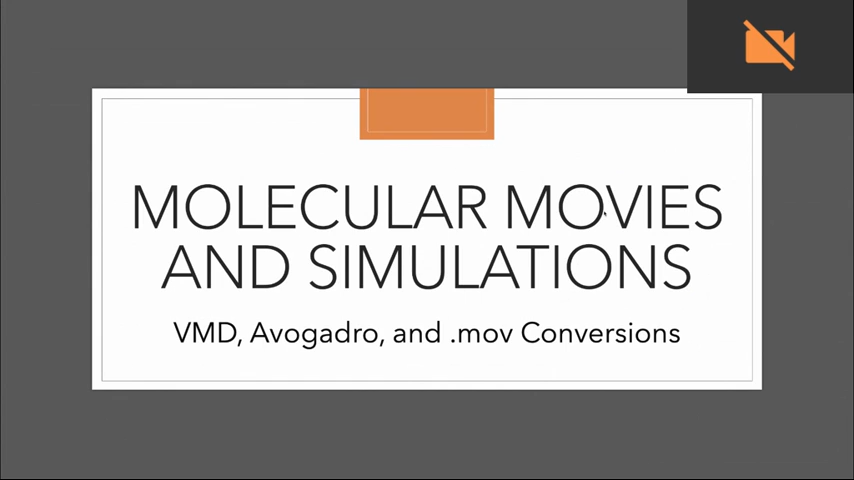 MOLECULAR MOVIES
AND SIMULATIONS
VMD, Avogadro, and .mov Conversions